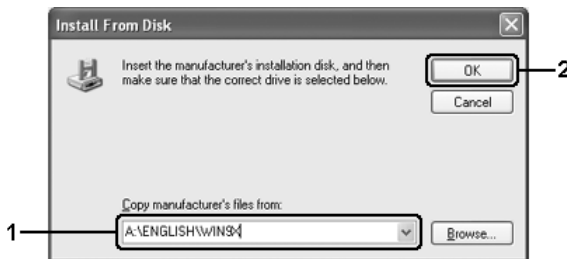 Install From Disk
Insert the manufacturer's installation disk, and then
make sure that the correct drive is selected below.
OK
2
Cancel
Copy manufacturer's files from:
1
A:\ENGLISH\WIN9X
Browse...